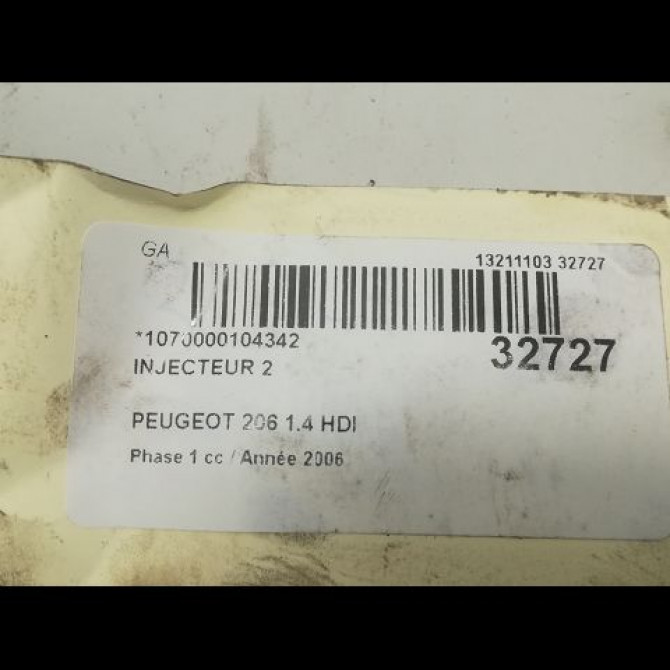 GA
13211103 32727
*1070000104342
32727
INJECTEUR 2
PEUGEOT 206 1.4 HDI
Phase 1 cc / Année 2006